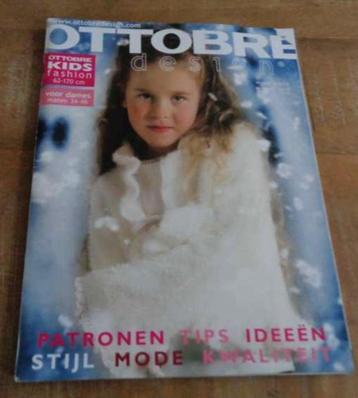 www.ottobredesign.com
OTTOBRE
design®
OTTOBRE
KIDS
fashion
62-170 cm
voor dames
maten 34-46
PATRONEN TIPS IDEEËN
STIJL MODE KWALITEIT